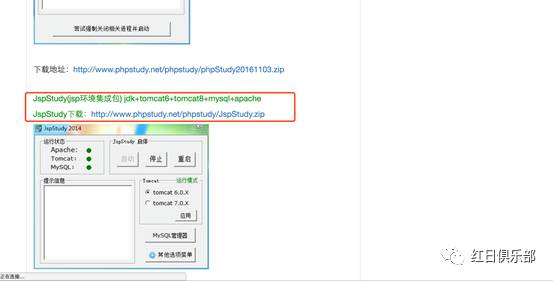 尝试强制关闭相关进程并启动
下载地址：http://www.phpstudy.net/phpstudy/phpStudy20161103.zip
JspStudy(jsp环境集成包) jdk+tomcat6+tomcat8+mysql+apache
JspStudy下载：http://www.phpstudy.net/phpstudy/JspStudy.zip
JspStudy 2014
运行状态
JspStudy 启停
Apache:
Tomcat:
MySQL:
启动
停止
重启
提示信息
Tomcat 运行模式
tomcat 6.0.X
tomcat 7.0.X
应用
MySQL管理器
其他选项菜单
正在连接...
红日俱乐部